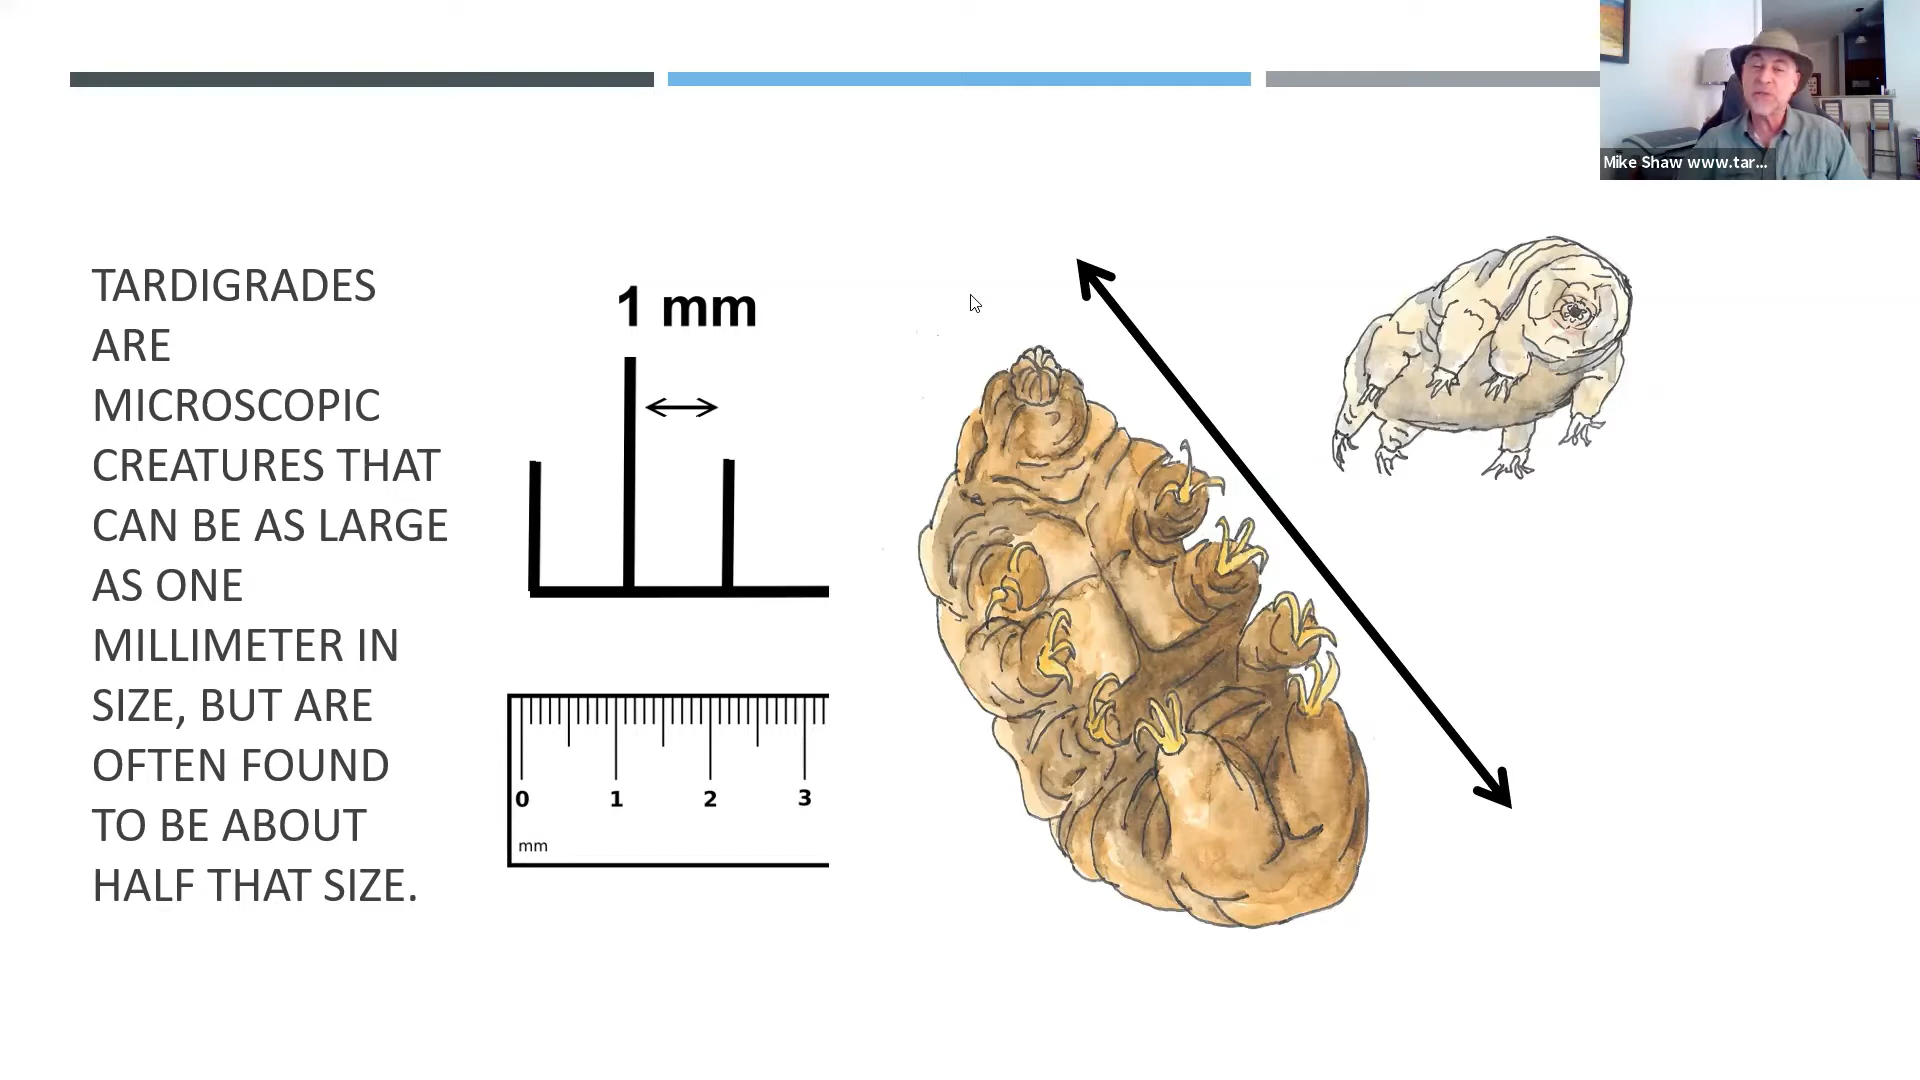 Mike Shaw www.tar...
TARDIGRADES
ARE
MICROSCOPIC
CREATURES THAT
CAN BE AS LARGE
AS ONE
MILLIMETER IN
SIZE, BUT ARE
OFTEN FOUND
TO BE ABOUT
HALF THAT SIZE.
1 mm
0 1 2 3
mm